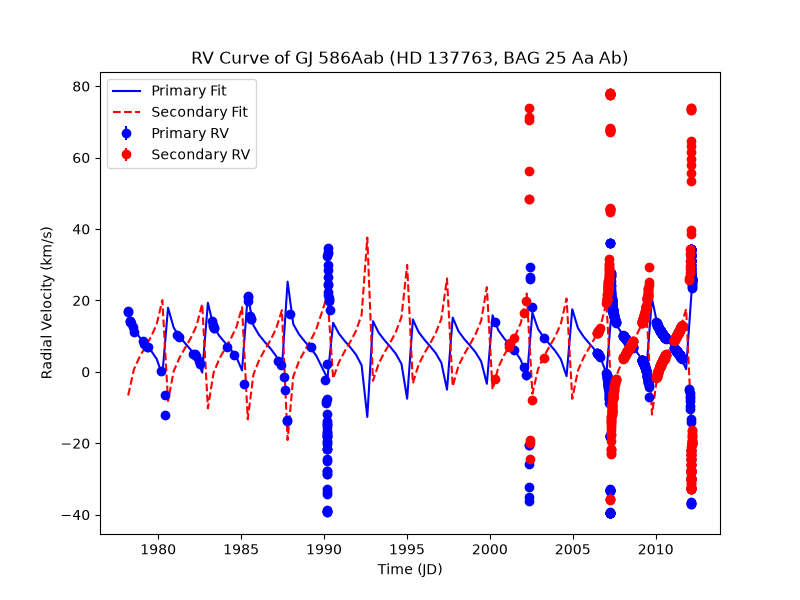 RV Curve of GJ 586Aab (HD 137763, BAG 25 Aa Ab)
Primary Fit
Secondary Fit
Primary RV
Secondary RV
80
60
40
20
0
−20
−40
Radial Velocity (km/s)
1980 1985 1990 1995 2000 2005 2010
Time (JD)